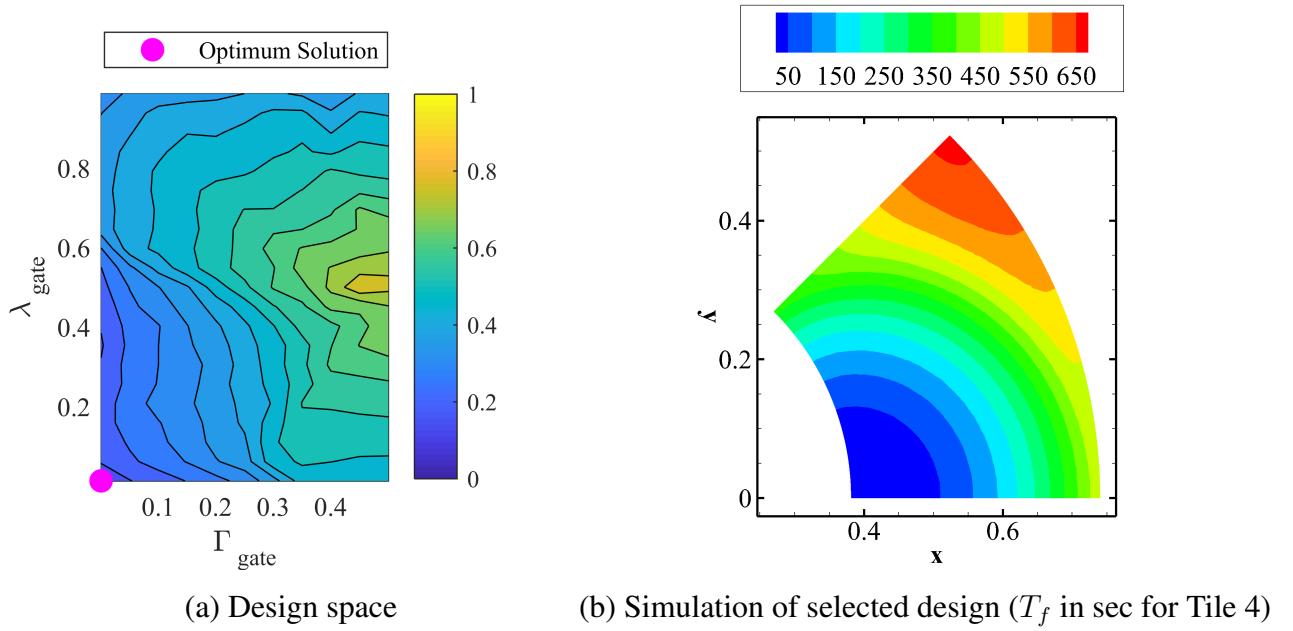 Optimum Solution
1
0.8
0.6
0.4
0.2
0
0.8
0.6
0.4
0.2
λ gate
0.1 0.2 0.3 0.4
Γ gate
(a) Design space
50 150 250 350 450 550 650
0.4
0.2
0
y
0.4 0.6
x
(b) Simulation of selected design (T_f in sec for Tile 4)